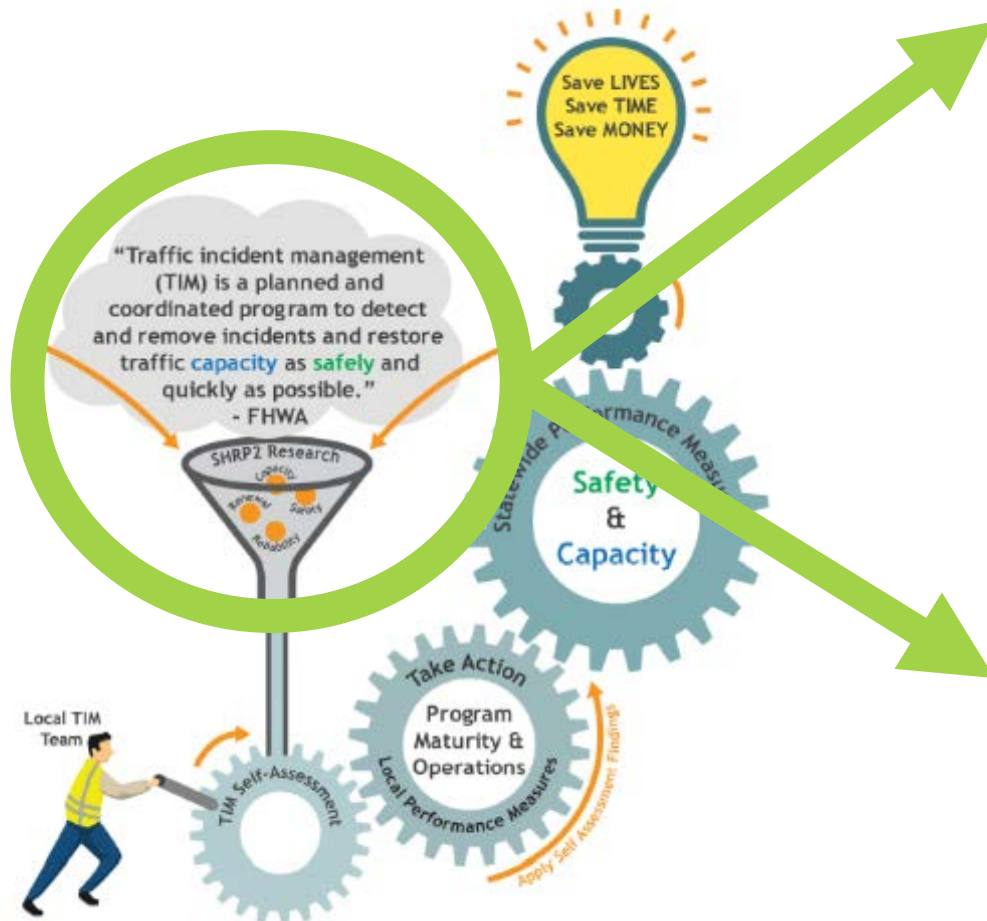 Save LIVES
Save TIME
Save MONEY
“Traffic incident management
(TIM) is a planned and
coordinated program to detect
and remove incidents and restore
traffic capacity as safely and
quickly as possible.”
- FHWA
SHRP2 Research
Capacity
Renewal
Safety
Reliability
Statewide Performance Measures
Safety
&
Capacity
Take Action
Program
Maturity &
Operations
Local Performance Measures
Apply Self Assessment Findings
Local TIM
Team
TIM Self-Assessment